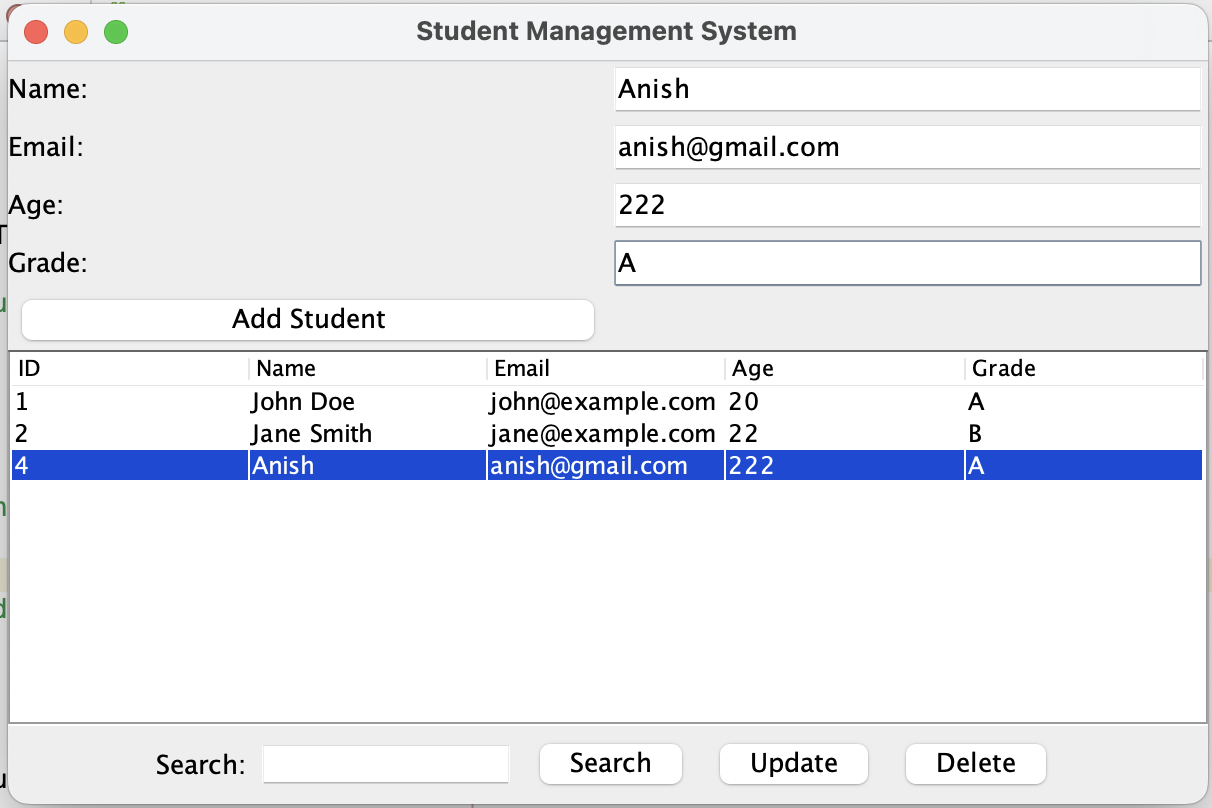 Student Management System
Name: Anish
Email: anish@gmail.com
Age: 222
Grade: A
Add Student
ID Name Email Age Grade
1 John Doe john@example.com 20 A
2 Jane Smith jane@example.com 22 B
4 Anish anish@gmail.com 222 A
Search: Search Update Delete